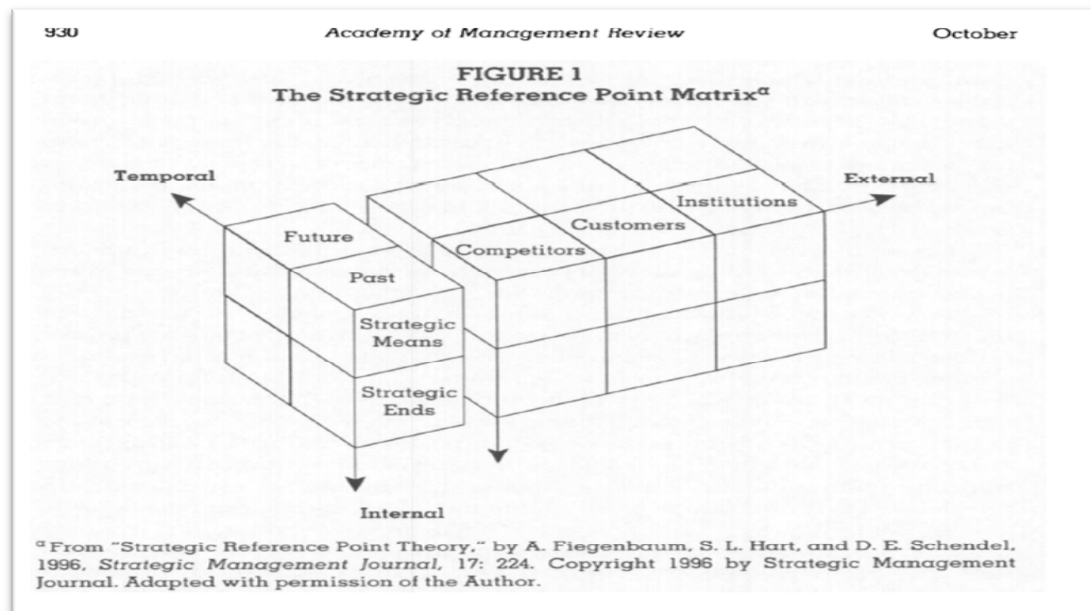 930 Academy of Management Review October
FIGURE 1
The Strategic Reference Point Matrixᵃ
Temporal
External
Institutions
Customers
Competitors
Future
Past
Strategic
Means
Strategic
Ends
Internal
ᵃ From "Strategic Reference Point Theory," by A. Fiegenbaum, S. L. Hart, and D. E. Schendel,
1996, Strategic Management Journal, 17: 224. Copyright 1996 by Strategic Management
Journal. Adapted with permission of the Author.